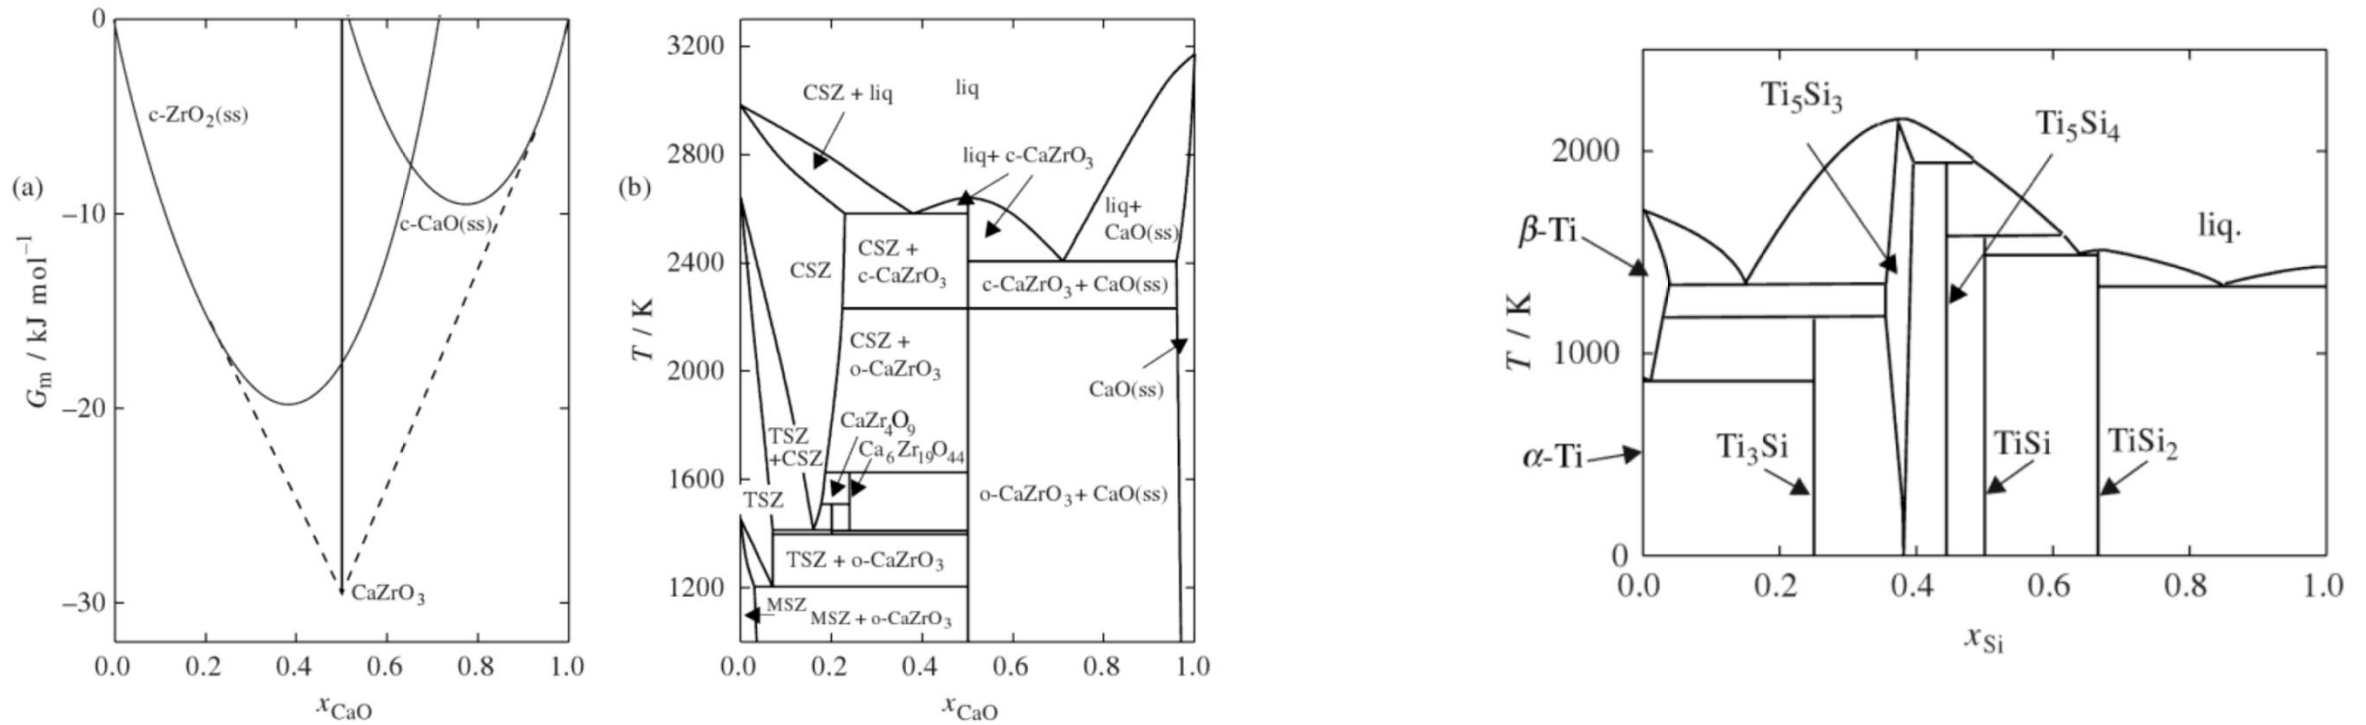 (a)
G_m / kJ mol⁻¹
0
−10
−20
−30
c-ZrO₂(ss)
c-CaO(ss)
CaZrO₃
0.0 0.2 0.4 0.6 0.8 1.0
x_CaO
(b)
T / K
3200
2800
2400
2000
1600
1200
CSZ + liq
liq
liq+ c-CaZrO₃
liq+
CaO(ss)
CSZ
CSZ +
c-CaZrO₃
c-CaZrO₃ + CaO(ss)
CSZ +
o-CaZrO₃
CaO(ss)
CaZr₄O₉
Ca₆Zr₁₉O₄₄
TSZ
+CSZ
TSZ
o-CaZrO₃ + CaO(ss)
TSZ + o-CaZrO₃
MSZ
MSZ + o-CaZrO₃
0.0 0.2 0.4 0.6 0.8 1.0
x_CaO
T / K
2000
1000
0
Ti₅Si₃
Ti₅Si₄
β-Ti
liq.
α-Ti
Ti₃Si
TiSi
TiSi₂
0.0 0.2 0.4 0.6 0.8 1.0
x_Si